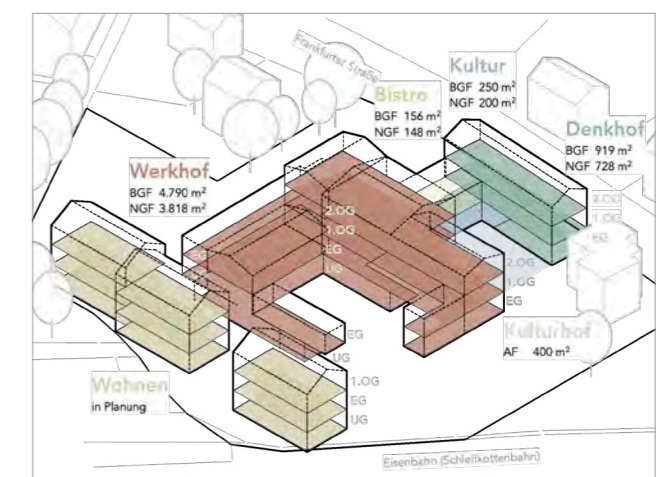 Frankfurter Straße
Kultur
BGF 250 m²
NGF 200 m²
Bistro
BGF 156 m²
NGF 148 m²
Denkhof
BGF 919 m²
NGF 728 m²
Werkhof
BGF 4.790 m²
NGF 3.818 m²
2.OG
1.OG
EG
UG
EG
1.OG
EG
2.OG
1.OG
EG
Kulturhof
AF 400 m²
EG
UG
1.OG
EG
UG
Wohnen
in Planung
Eisenbahn (Schleifkottenbahn)